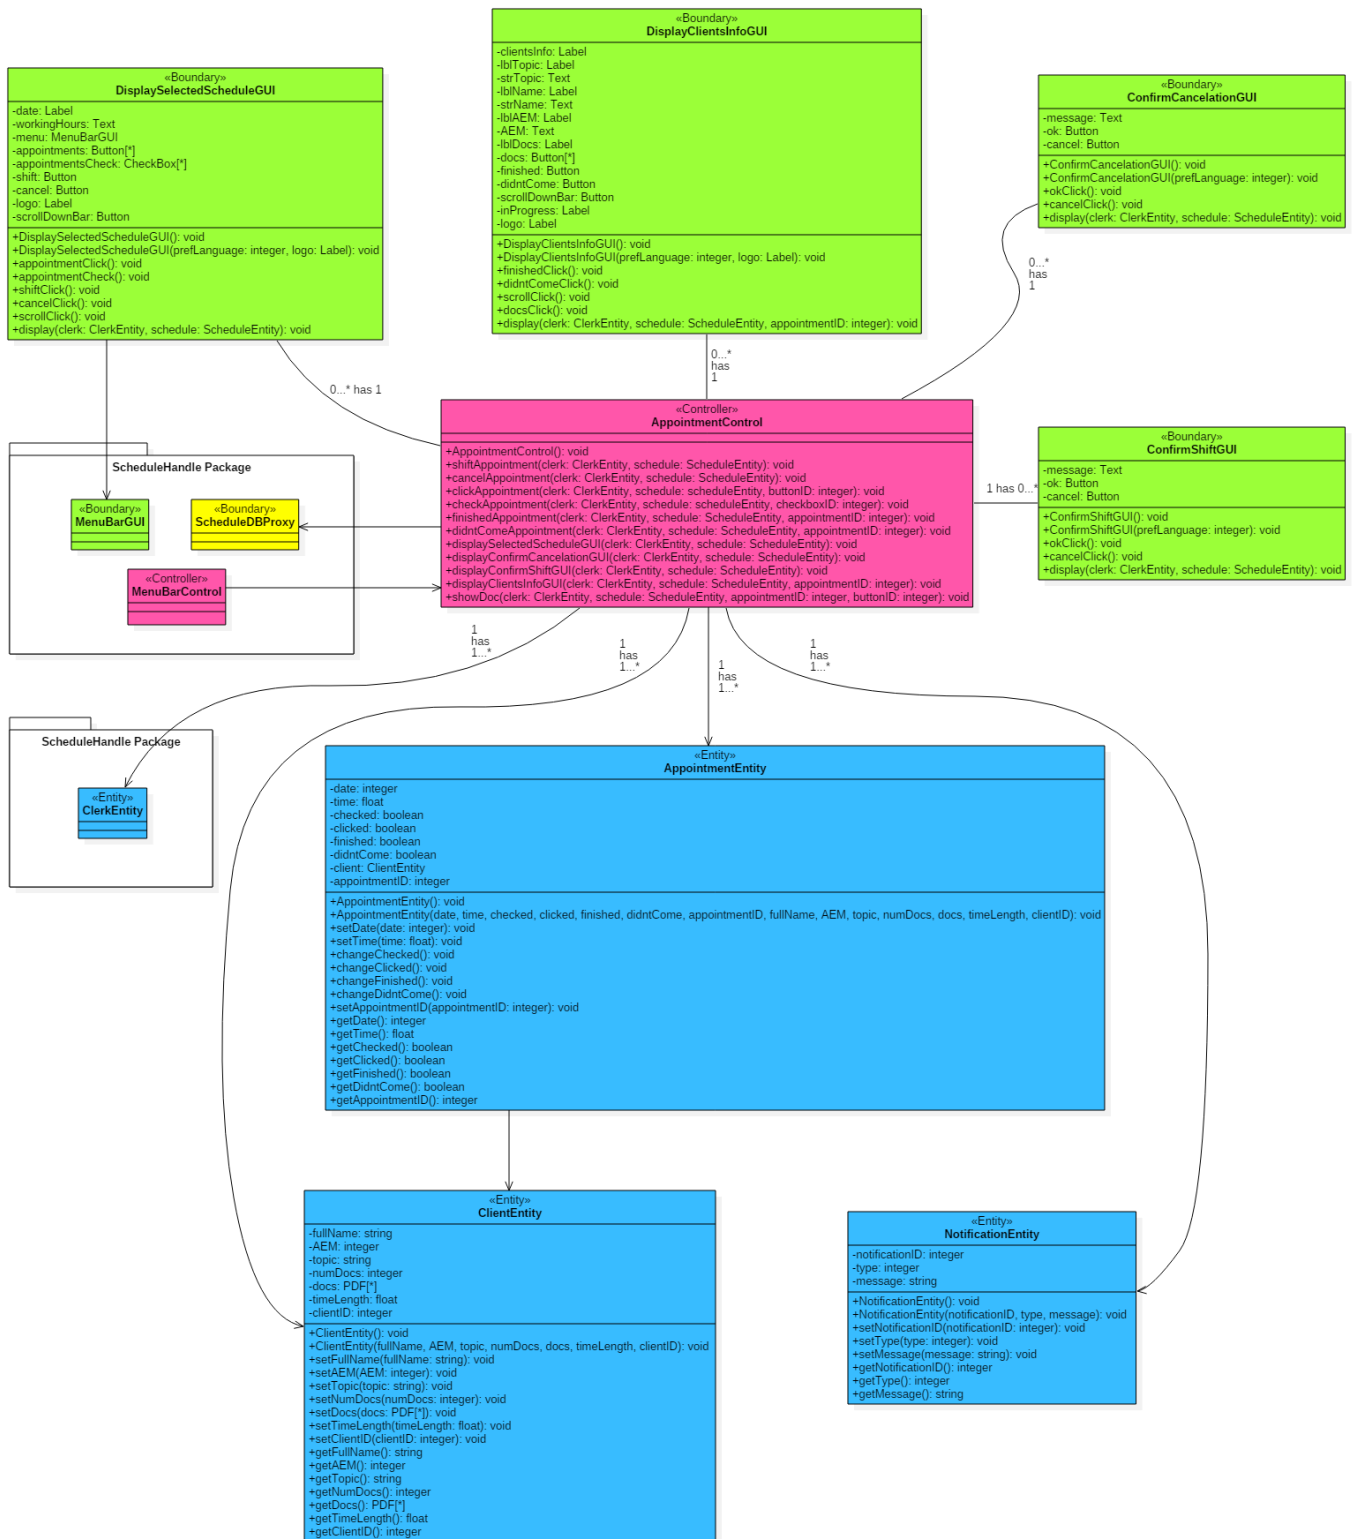 «Boundary»
DisplayClientsInfoGUI
-clientsInfo: Label
-lblTopic: Label
-strTopic: Text
-lblName: Label
-strName: Text
-lblAEM: Label
-AEM: Text
-lblDocs: Label
-docs: Button[*]
-finished: Button
-didntCome: Button
-scrollDownBar: Button
-inProgress: Label
-logo: Label
+DisplayClientsInfoGUI(): void
+DisplayClientsInfoGUI(prefLanguage: integer, logo: Label): void
+finishedClick(): void
+didntComeClick(): void
+scrollClick(): void
+docsClick(): void
+display(clerk: ClerkEntity, schedule: ScheduleEntity, appointmentID: integer): void
«Boundary»
DisplaySelectedScheduleGUI
-date: Label
-workingHours: Text
-menu: MenuBarGUI
-appointments: Button[*]
-appointmentsCheck: CheckBox[*]
-shift: Button
-cancel: Button
-logo: Label
-scrollDownBar: Button
+DisplaySelectedScheduleGUI(): void
+DisplaySelectedScheduleGUI(prefLanguage: integer, logo: Label): void
+appointmentClick(): void
+appointmentCheck(): void
+shiftClick(): void
+cancelClick(): void
+scrollClick(): void
+display(clerk: ClerkEntity, schedule: ScheduleEntity): void
«Boundary»
ConfirmCancelationGUI
-message: Text
-ok: Button
-cancel: Button
+ConfirmCancelationGUI(): void
+ConfirmCancelationGUI(prefLanguage: integer): void
+okClick(): void
+cancelClick(): void
+display(clerk: ClerkEntity, schedule: ScheduleEntity): void
0...*
has
1
0...*
has
1
0...* has 1
«Controller»
AppointmentControl
+AppointmentControl(): void
+shiftAppointment(clerk: ClerkEntity, schedule: ScheduleEntity): void
+cancelAppointment(clerk: ClerkEntity, schedule: ScheduleEntity): void
+clickAppointment(clerk: ClerkEntity, schedule: scheduleEntity, buttonID: integer): void
+checkAppointment(clerk: ClerkEntity, schedule: scheduleEntity, checkboxID: integer): void
+finishedAppointment(clerk: ClerkEntity, schedule: ScheduleEntity, appointmentID: integer): void
+didntComeAppointment(clerk: ClerkEntity, schedule: ScheduleEntity, appointmentID: integer): void
+displaySelectedScheduleGUI(clerk: ClerkEntity, schedule: ScheduleEntity): void
+displayConfirmCancelationGUI(clerk: ClerkEntity, schedule: ScheduleEntity): void
+displayConfirmShiftGUI(clerk: ClerkEntity, schedule: ScheduleEntity): void
+displayClientsInfoGUI(clerk: ClerkEntity, schedule: ScheduleEntity, appointmentID: integer): void
+showDoc(clerk: ClerkEntity, schedule: ScheduleEntity, appointmentID: integer, buttonID: integer): void
1 has 0...*
«Boundary»
ConfirmShiftGUI
-message: Text
-ok: Button
-cancel: Button
+ConfirmShiftGUI(): void
+ConfirmShiftGUI(prefLanguage: integer): void
+okClick(): void
+cancelClick(): void
+display(clerk: ClerkEntity, schedule: ScheduleEntity): void
ScheduleHandle Package
«Boundary»
MenuBarGUI
«Boundary»
ScheduleDBProxy
«Controller»
MenuBarControl
1
has
1...*
1
has
1...*
1
has
1...*
1
has
1...*
ScheduleHandle Package
«Entity»
ClerkEntity
«Entity»
AppointmentEntity
-date: integer
-time: float
-checked: boolean
-clicked: boolean
-finished: boolean
-didntCome: boolean
-client: ClientEntity
-appointmentID: integer
+AppointmentEntity(): void
+AppointmentEntity(date, time, checked, clicked, finished, didntCome, appointmentID, fullName, AEM, topic, numDocs, docs, timeLength, clientID): void
+setDate(date: integer): void
+setTime(time: float): void
+changeChecked(): void
+changeClicked(): void
+changeFinished(): void
+changeDidntCome(): void
+setAppointmentID(appointmentID: integer): void
+getDate(): integer
+getTime(): float
+getChecked(): boolean
+getClicked(): boolean
+getFinished(): boolean
+getDidntCome(): boolean
+getAppointmentID(): integer
«Entity»
ClientEntity
-fullName: string
-AEM: integer
-topic: string
-numDocs: integer
-docs: PDF[*]
-timeLength: float
-clientID: integer
+ClientEntity(): void
+ClientEntity(fullName, AEM, topic, numDocs, docs, timeLength, clientID): void
+setFullName(fullName: string): void
+setAEM(AEM: integer): void
+setTopic(topic: string): void
+setNumDocs(numDocs: integer): void
+setDocs(docs: PDF[*]): void
+setTimeLength(timeLength: float): void
+setClientID(clientID: integer): void
+getFullName(): string
+getAEM(): integer
+getTopic(): string
+getNumDocs(): integer
+getDocs(): PDF[*]
+getTimeLength(): float
+getClientID(): integer
«Entity»
NotificationEntity
-notificationID: integer
-type: integer
-message: string
+NotificationEntity(): void
+NotificationEntity(notificationID, type, message): void
+setNotificationID(notificationID: integer): void
+setType(type: integer): void
+setMessage(message: string): void
+getNotificationID(): integer
+getType(): integer
+getMessage(): string